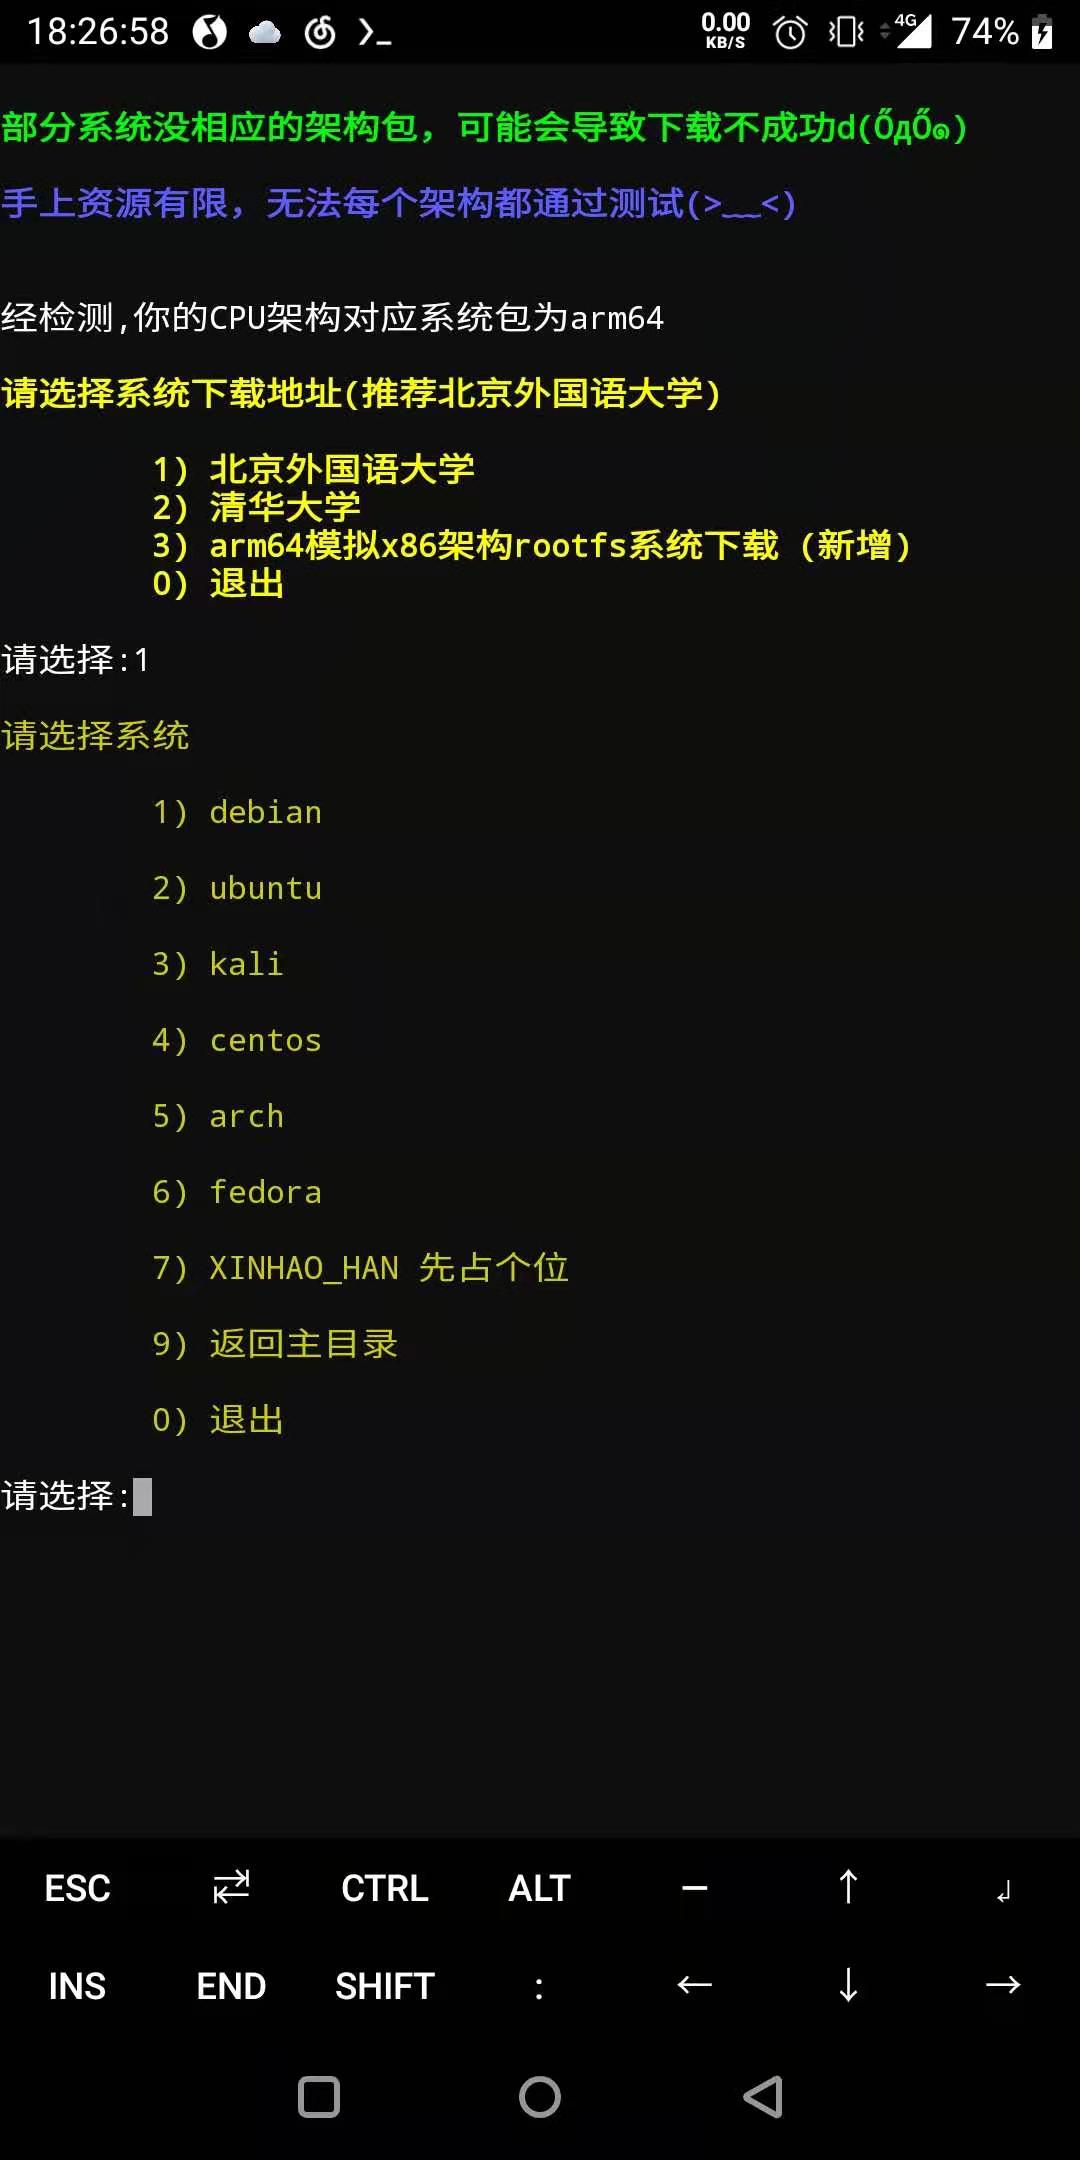 18:26:58 0.00 KB/S 4G 74%
部分系统没相应的架构包，可能会导致下载不成功d(ŐдŐ๑)
手上资源有限，无法每个架构都通过测试(>﹏<)
经检测,你的CPU架构对应系统包为arm64
请选择系统下载地址(推荐北京外国语大学)
1) 北京外国语大学
2) 清华大学
3) arm64模拟x86架构rootfs系统下载 (新增)
0) 退出
请选择:1
请选择系统
1) debian
2) ubuntu
3) kali
4) centos
5) arch
6) fedora
7) XINHAO_HAN 先占个位
9) 返回主目录
0) 退出
请选择:
ESC ⇄ CTRL ALT — ↑ ↲
INS END SHIFT : ← ↓ →